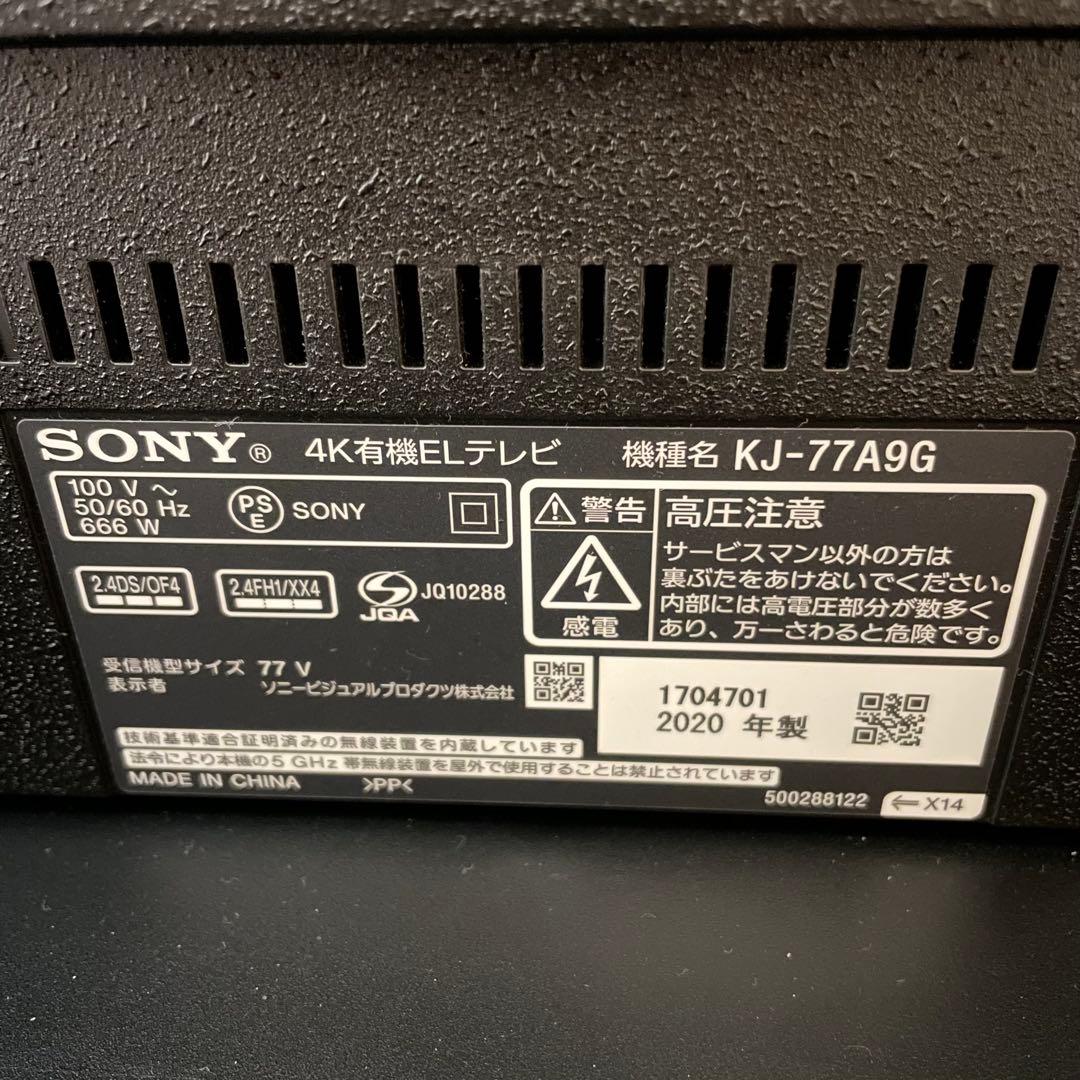 SONY® 4K有機ELテレビ 機種名 KJ-77A9G
100 V ～
50/60 Hz
666 W
PS
E
SONY
警告 高圧注意
感電
サービスマン以外の方は
裏ぶたをあけないでください。
内部には高電圧部分が数多く
あり、万一さわると危険です。
2.4DS/OF4
2.4FH1/XX4
JQA
JQ10288
受信機型サイズ 77 V
表示者 ソニービジュアルプロダクツ株式会社
1704701
2020 年製
技術基準適合証明済みの無線装置を内蔵しています
法令により本機の5 GHz 帯無線装置を屋外で使用することは禁止されています
MADE IN CHINA >PP<
500288122 ⇐ X14